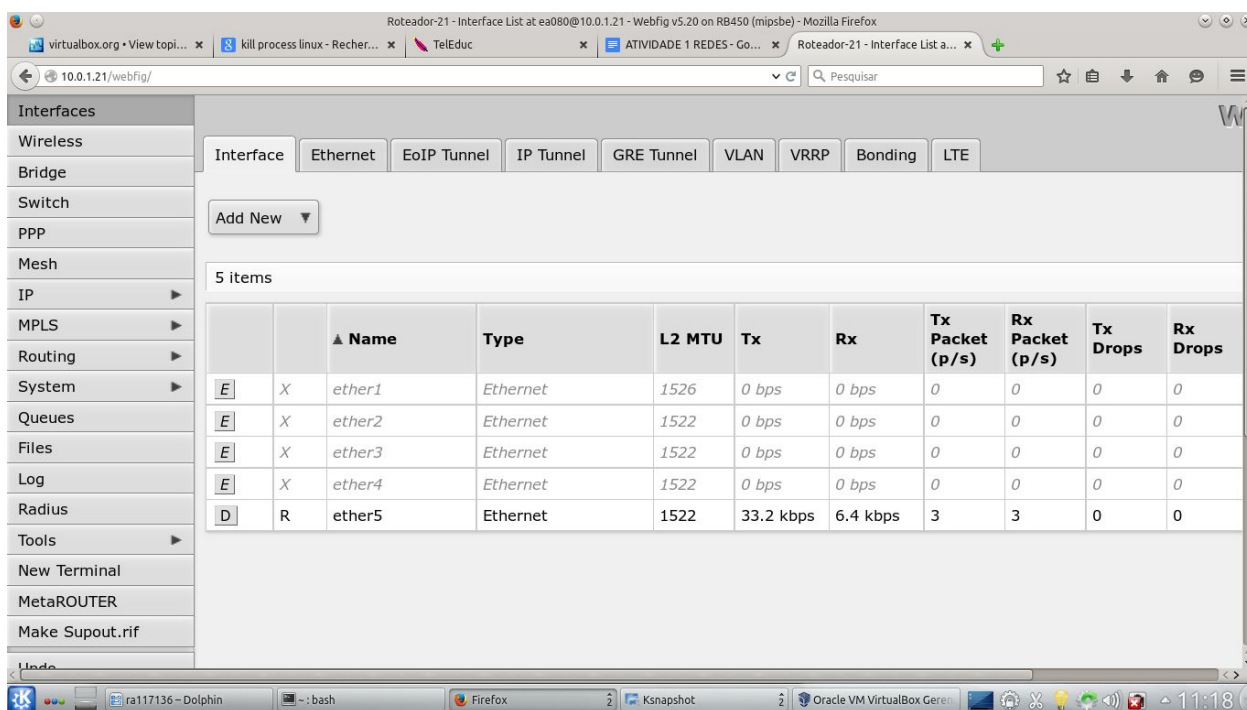 Roteador-21 - Interface List at ea080@10.0.1.21 - Webfig v5.20 on RB450 (mipsbe) - Mozilla Firefox
virtualbox.org • View topi... kill process linux - Recher... TelEduc ATIVIDADE 1 REDES - Go... Roteador-21 - Interface List a...
10.0.1.21/webfig/ Pesquisar
Interfaces
Wireless
Bridge
Switch
PPP
Mesh
IP
MPLS
Routing
System
Queues
Files
Log
Radius
Tools
New Terminal
MetaROUTER
Make Supout.rif
Undo
Interface Ethernet EoIP Tunnel IP Tunnel GRE Tunnel VLAN VRRP Bonding LTE
Add New
5 items
Name Type L2 MTU Tx Rx Tx Packet (p/s) Rx Packet (p/s) Tx Drops Rx Drops
E X ether1 Ethernet 1526 0 bps 0 bps 0 0 0 0
E X ether2 Ethernet 1522 0 bps 0 bps 0 0 0 0
E X ether3 Ethernet 1522 0 bps 0 bps 0 0 0 0
E X ether4 Ethernet 1522 0 bps 0 bps 0 0 0 0
D R ether5 Ethernet 1522 33.2 kbps 6.4 kbps 3 3 0 0
ra117136 – Dolphin ~ : bash Firefox 2 Ksnapshot 2 Oracle VM VirtualBox Geren 11:18